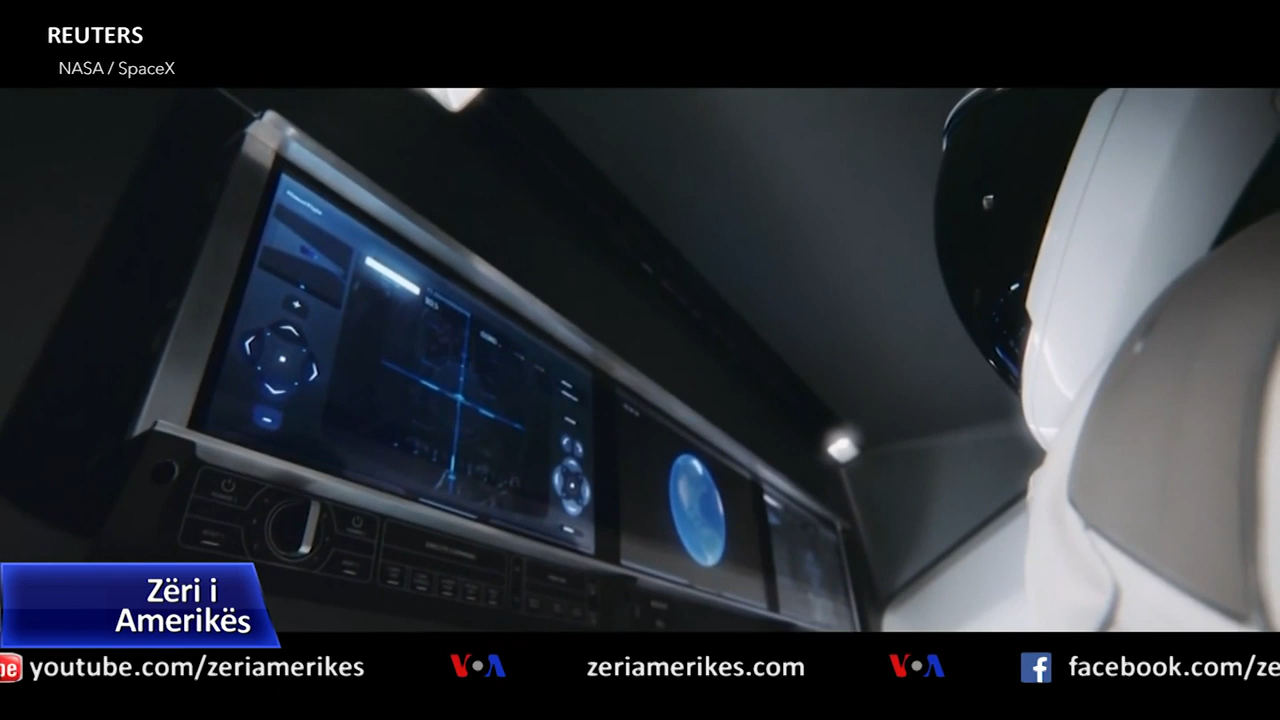 REUTERS
NASA / SpaceX
Zëri i
Amerikës
youtube.com/zeriamerikes
VOA
zeriamerikes.com
VOA
facebook.com/ze